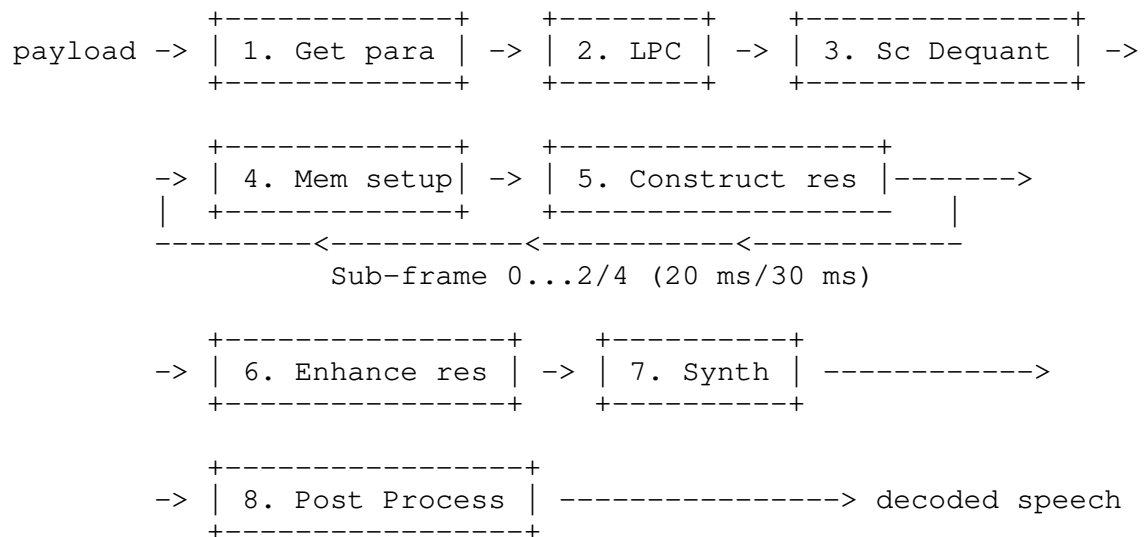 payload -> | 1. Get para | -> | 2. LPC | -> | 3. Sc Dequant | ->
-> | 4. Mem setup| -> | 5. Construct res |------->
Sub-frame 0...2/4 (20 ms/30 ms)
-> | 6. Enhance res | -> | 7. Synth | ------------>
-> | 8. Post Process | ----------------> decoded speech